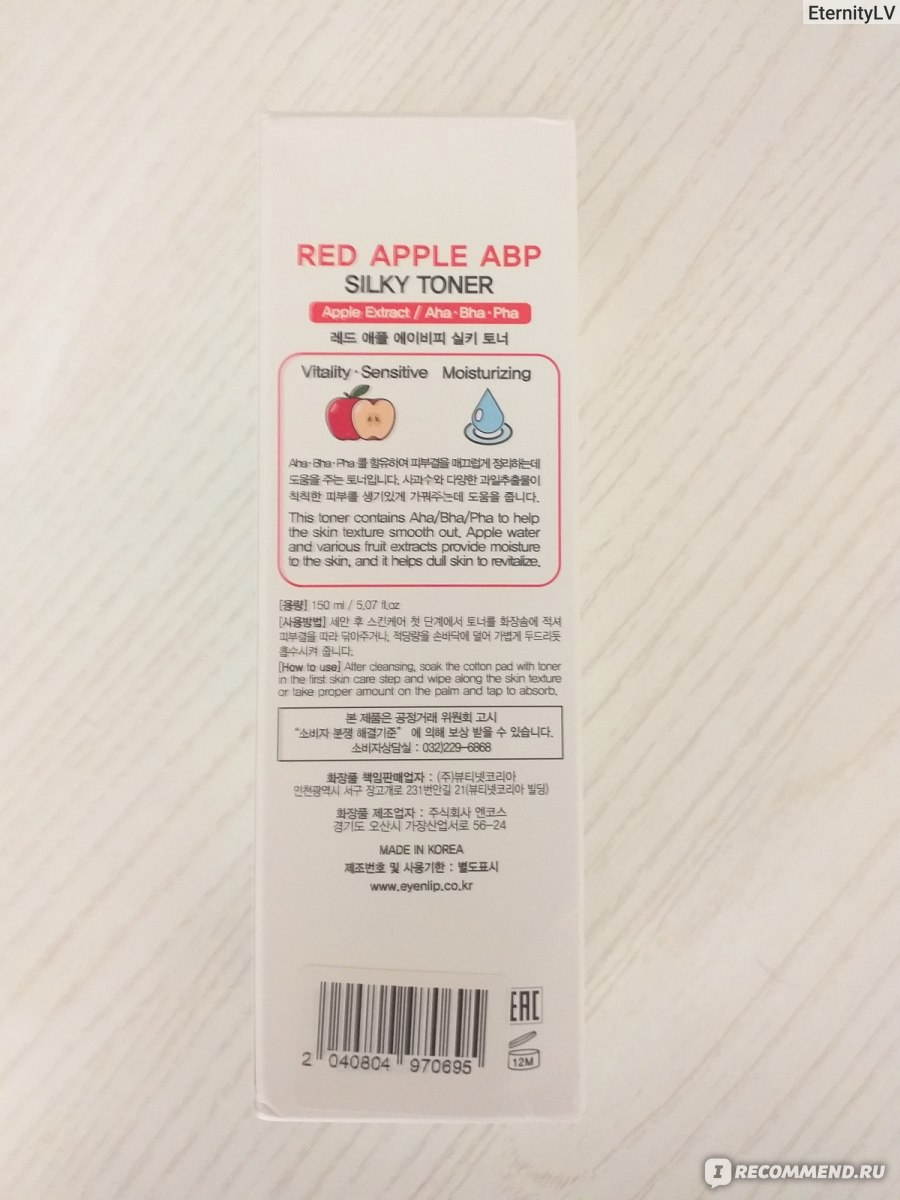 EternityLV
RED APPLE ABP
SILKY TONER
Apple Extract / Aha·Bha·Pha
레드 애플 에이비피 실키 토너
Vitality·Sensitive Moisturizing
Aha·Bha·Pha 를 함유하여 피부결을 매끄럽게 정리하는데
도움을 주는 토너입니다. 사과수와 다양한 과일추출물이
칙칙한 피부를 생기있게 가꿔주는데 도움을 줍니다.
This toner contains Aha/Bha/Pha to help
the skin texture smooth out. Apple water
and various fruit extracts provide moisture
to the skin, and it helps dull skin to revitalize.
[용량] 150 ml / 5.07 fl.oz
[사용방법] 세안 후 스킨케어 첫 단계에서 토너를 화장솜에 적셔
피부결을 따라 닦아주거나, 적당량을 손바닥에 덜어 가볍게 두드리듯
흡수시켜 줍니다.
[How to use] After cleansing, soak the cotton pad with toner
in the first skin care step and wipe along the skin texture
or take proper amount on the palm and tap to absorb.
본 제품은 공정거래 위원회 고시
"소비자 분쟁 해결기준" 에 의해 보상 받을 수 있습니다.
소비자상담실 : 032)229-6868
화장품 책임판매업자 : (주)뷰티넷코리아
인천광역시 서구 장고개로 231번안길 21(뷰티넷코리아 빌딩)
화장품 제조업자 : 주식회사 엔코스
경기도 오산시 가장산업서로 56-24
MADE IN KOREA
제조번호 및 사용기한 : 별도표시
www.eyenlip.co.kr
EAC
12M
2 040804 970695
IRECOMMEND.RU